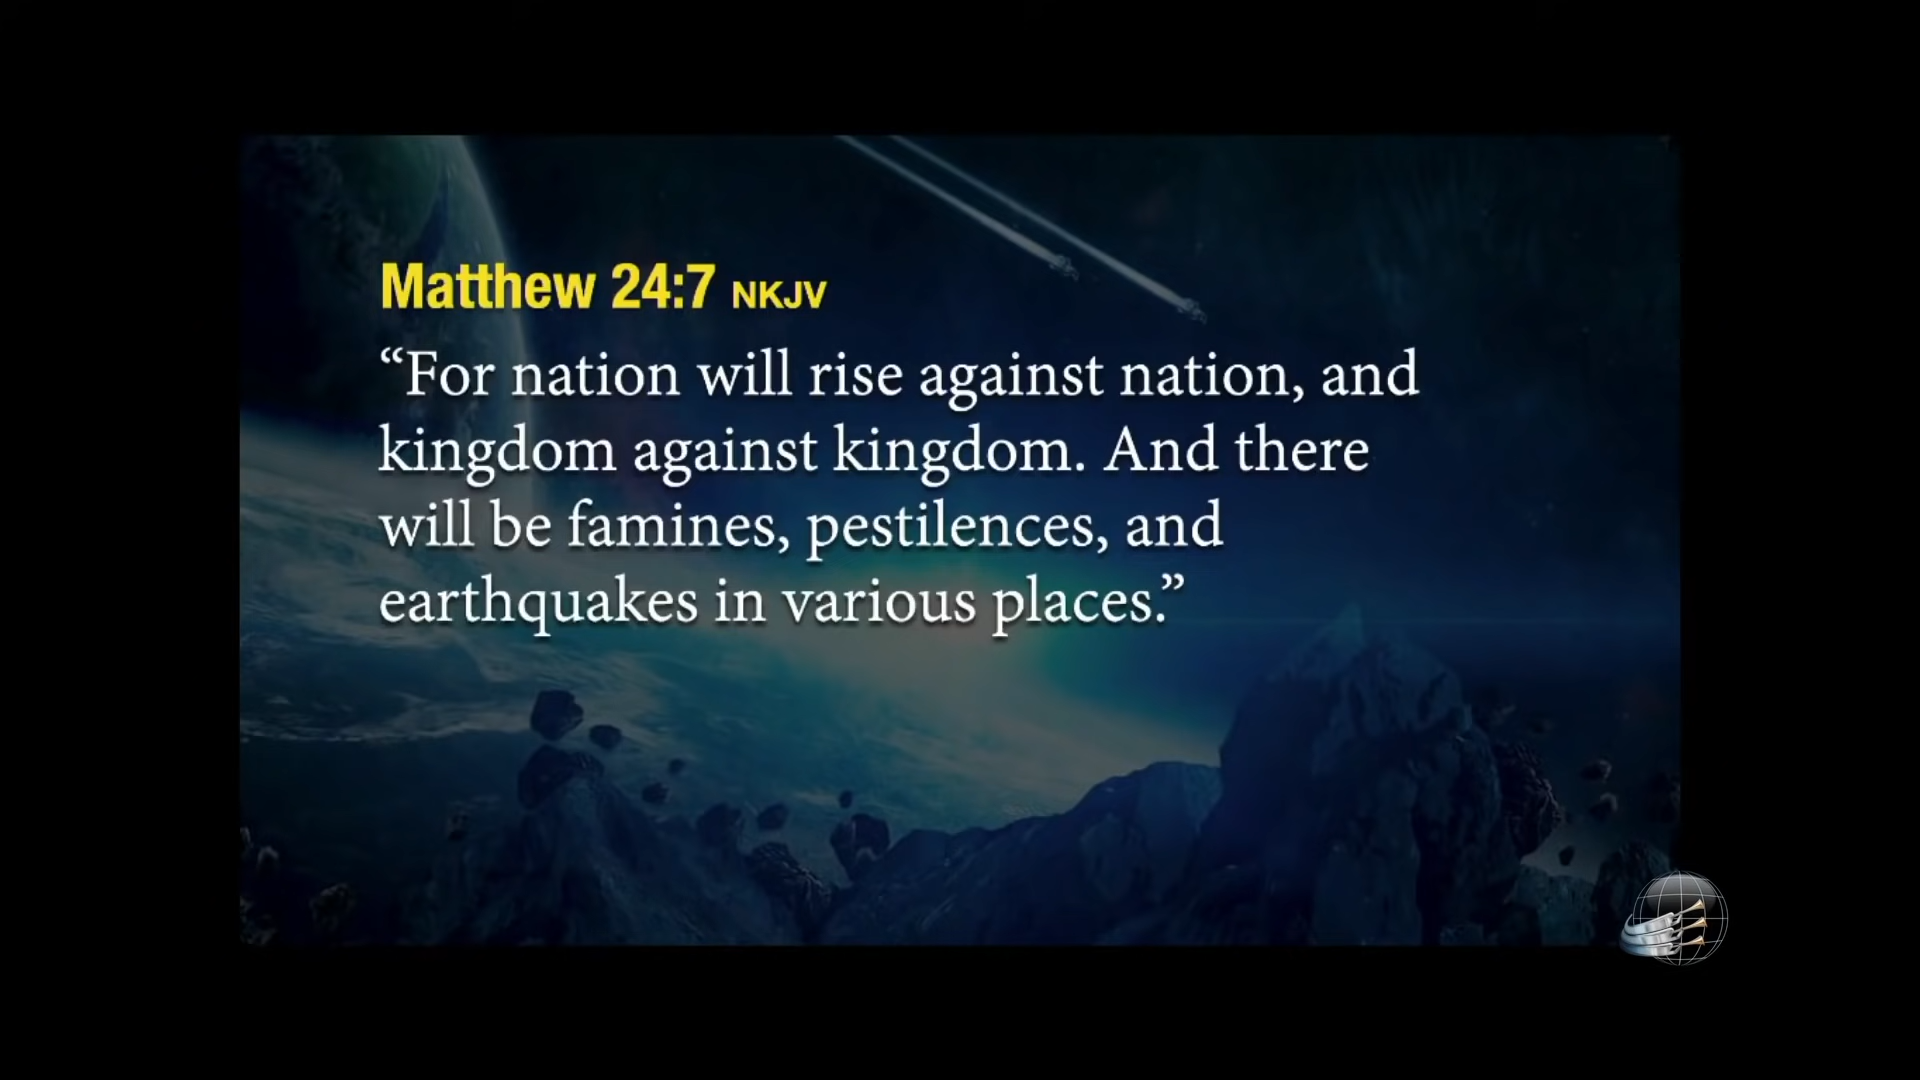 Matthew 24:7 NKJV
“For nation will rise against nation, and
kingdom against kingdom. And there
will be famines, pestilences, and
earthquakes in various places.”